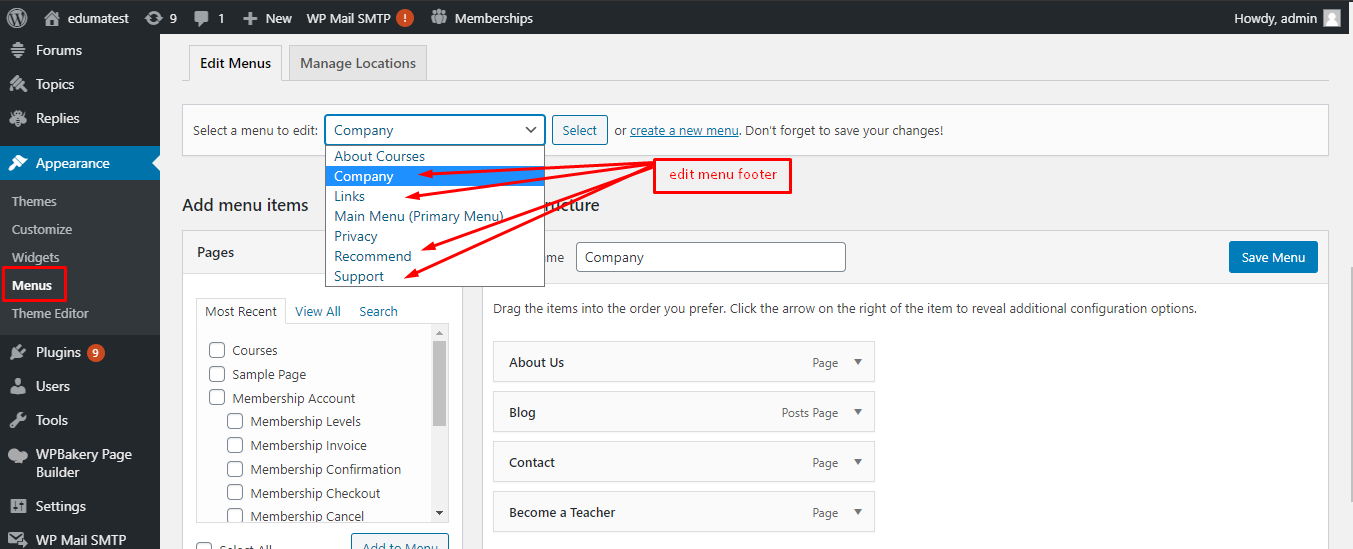 edumatest 9 1 New WP Mail SMTP ! Memberships Howdy, admin
Forums
Topics
Replies
Appearance
Themes
Customize
Widgets
Menus
Theme Editor
Plugins 9
Users
Tools
WPBakery Page
Builder
Settings
WP Mail SMTP
Edit Menus Manage Locations
Select a menu to edit: Company Select or create a new menu. Don't forget to save your changes!
About Courses
Company
Links
Main Menu (Primary Menu)
Privacy
Recommend
Support
edit menu footer
Add menu items
Pages
Company Save Menu
Most Recent View All Search
Courses
Sample Page
Membership Account
Membership Levels
Membership Invoice
Membership Confirmation
Membership Checkout
Membership Cancel
Select All Add to Menu
Drag the items into the order you prefer. Click the arrow on the right of the item to reveal additional configuration options.
About Us Page
Blog Posts Page
Contact Page
Become a Teacher Page